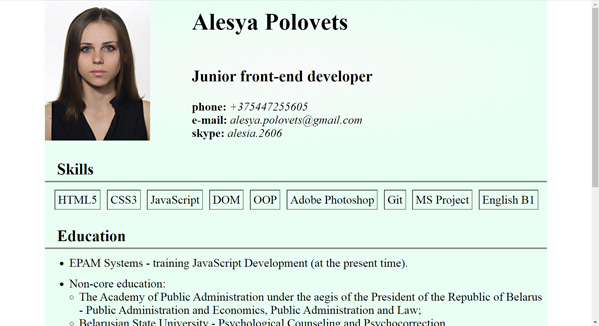 Alesya Polovets
Junior front-end developer
phone: +375447255605
e-mail: alesya.polovets@gmail.com
skype: alesia.2606
Skills
HTML5 CSS3 JavaScript DOM OOP Adobe Photoshop Git MS Project English B1
Education
EPAM Systems - training JavaScript Development (at the present time).
Non-core education:
The Academy of Public Administration under the aegis of the President of the Republic of Belarus
- Public Administration and Economics, Public Administration and Law;
Belarusian State University - Psychological Counseling and Psychocorrection